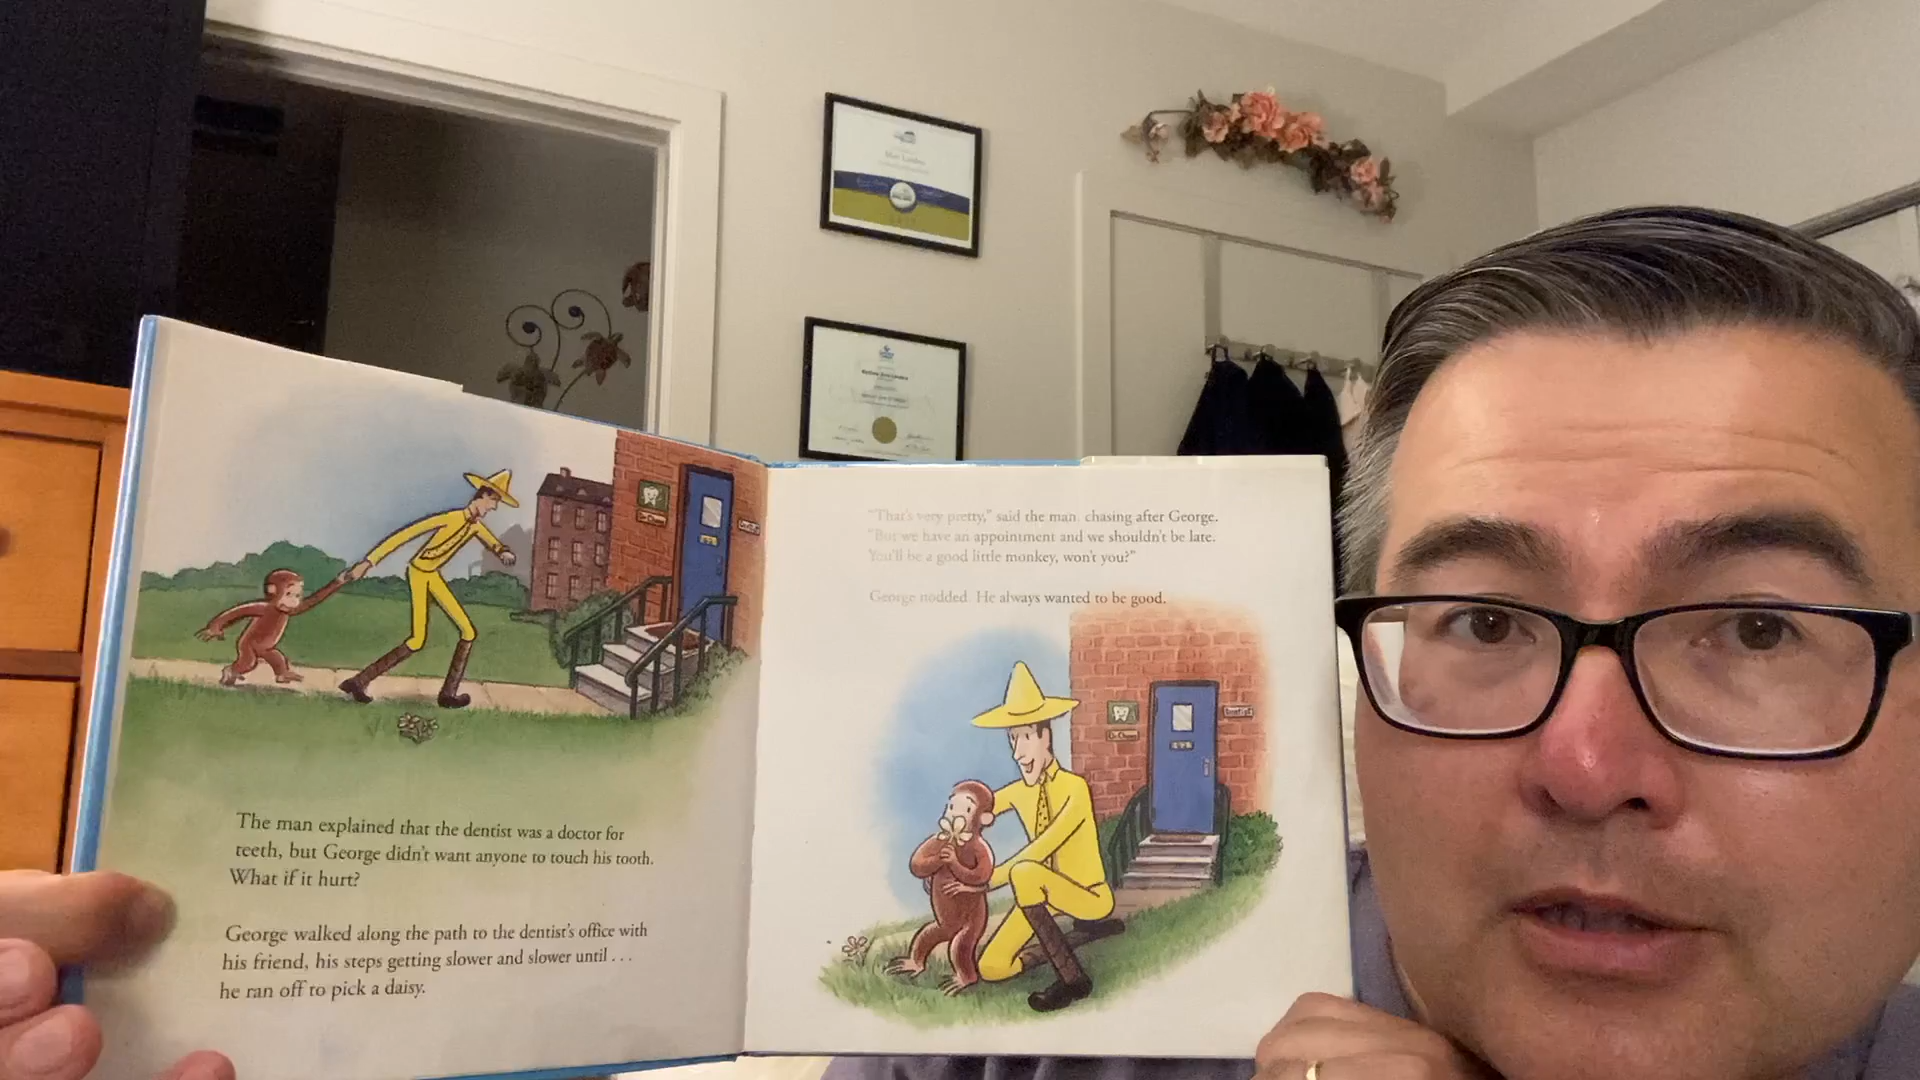 The man explained that the dentist was a doctor for
teeth, but George didn't want anyone to touch his tooth.
What if it hurt?
George walked along the path to the dentist's office with
his friend, his steps getting slower and slower until . . .
he ran off to pick a daisy.
"That's very pretty," said the man, chasing after George.
"But we have an appointment and we shouldn't be late.
You'll be a good little monkey, won't you?"
George nodded. He always wanted to be good.
Dentist